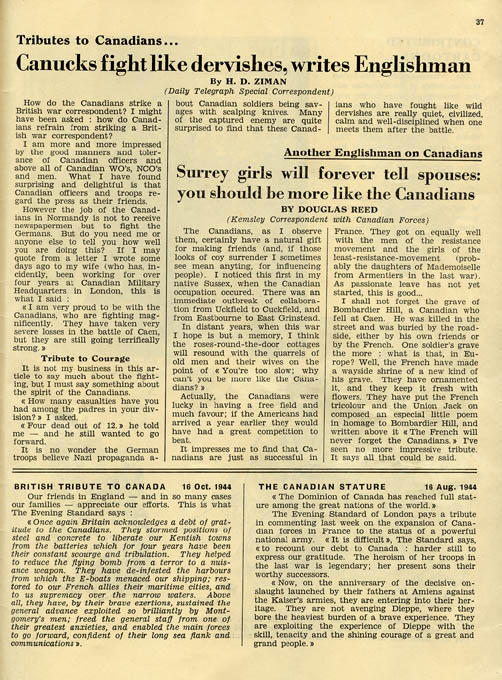 37
Tributes to Canadians...
Canucks fight like dervishes, writes Englishman
By H. D. ZIMAN
(Daily Telegraph Special Correspondent)
How do the Canadians strike a
British war correspondent? I might
have been asked : how do Canad-
ians refrain from striking a Brit-
ish war correspondent?
I am more and more impressed
by the good manners and toler-
ance of Canadian officers and
above all of Canadian WO's, NCO's
and men. What I have found
surprising and delightful is that
Canadian officers and troops re-
gard the press as their friends.
However the job of the Canad-
ians in Normandy is not to receive
newspapermen but to fight the
Germans. But do you need me or
anyone else to tell you how well
you are doing this? If I may
quote from a letter I wrote some
days ago to my wife (who has, in-
cidently, been working for over
four years at Canadian Military
Headquarters in London, this is
what I said :
« I am very proud to be with the
Canadians, who are fighting mag-
nificently. They have taken very
severe losses in the battle of Caen,
but they are still going terrifically
strong. »
Tribute to Courage
It is not my business in this ar-
ticle to say much about the fight-
ing, but I must say something about
the spirit of the Canadians.
« How many casualties have you
had among the padres in your div-
ision? » I asked.
« Four dead out of 12. » he told
me — and he still wanted to go
forward.
It is no wonder the German
troops believe Nazi propaganda a-
bout Canadian soldiers being sav-
ages with scalping knives. Many
of the captured enemy are quite
surprised to find that these Canad-
ians who have fought like wild
dervishes are really quiet, civilized,
calm and well-disciplined when one
meets them after the battle.
Another Englishman on Canadians
Surrey girls will forever tell spouses:
you should be more like the Canadians
BY DOUGLAS REED
(Kemsley Correspondent with Canadian Forces)
The Canadians, as I observe
them, certainly have a natural gift
for making friends (and, if those
looks of coy surrender I sometimes
see mean anyting, for influencing
people). I noticed this first in my
native Sussex, when the Canadian
occupation occured. There was an
immediate outbreak of collabora-
tion from Uckfield to Cuckfield, and
from Eastbourne to East Grinstead.
In distant years, when this war
I hope is but a memory, I think
the roses-round-the-door cottages
will resound with the quarrels of
old men and their wives on the
point of « You're too slow; why
can't you be more like the Cana-
dians? »
Actually, the Canadians were
lucky in having a free field and
much favour; if the Americans had
arrived a year earlier they would
have had a great competition to
beat.
It impresses me to find that Ca-
nadians are just as successful in
France. They got on equally well
with the men of the resistance
movement and the girls of the
least-resistance-movement (prob-
ably the daughters of Mademoiselle
from Armentiers in the last war).
As passionate leave has not yet
started, this is good...
I shall not forget the grave of
Bombardier Hill, a Canadian who
fell at Caen. He was killed in the
street and was buried by the road-
side, either by his own friends or
by the French. One soldier's grave
the more : what is that, in Eu-
rope? Well, the French have made
a wayside shrine of a new kind of
his grave. They have ornamented
it, and they keep it fresh with
flowers. They have put the French
tricolour and the Union Jack on
composed an especial little poem
in homage to Bombardier Hill, and
written above it « The French will
never forget the Canadians. » I've
seen no more impressive tribute.
It says all that could be said.
BRITISH TRIBUTE TO CANADA 16 Oct. 1944
Our friends in England — and in so many cases
our families — appreciate our efforts. This is what
The Evening Standard says :
« Once again Britain acknowledges a debt of grat-
itude to the Canadians. They stormed positions of
steel and concrete to liberate our Kentish towns
from the batteries which for four years have been
their constant scourge and tribulation. They helped
to reduce the flying bomb from a terror to a nuis-
ance weapon. They have de-infested the harbours
from which the E-boats menaced our shipping; res-
tored to our French allies their maritime cities, and
to us supremacy over the narrow waters. Above
all, they have, by their brave exertions, sustained the
general advance exploited so brilliantly by Mont-
gomery's men; freed the general staff from one of
their greatest anxieties, and enabled the main forces
to go forward, confident of their long sea flank and
communications ».
THE CANADIAN STATURE 16 Aug. 1944
« The Dominion of Canada has reached full stat-
ure among the great nations of the world. »
The Evening Standard of London pays a tribute
in commenting last week on the expansion of Cana-
dian forces in France to the status of a powerful
national army. « It is difficult », The Standard says,
« to recount our debt to Canada : harder still to
express our gratitude. The heroism of her troops in
the last war is legendary; her present sons their
worthy successors.
« Now, on the anniversary of the decisive on-
slaught launched by their fathers at Amiens against
the Kaiser's armies, they are entering into their her-
itage. They are not avenging Dieppe, where they
bore the heaviest burden of a brave experience. They
are exploiting the experience of Dieppe with the
skill, tenacity and the shining courage of a great and
grand people. »